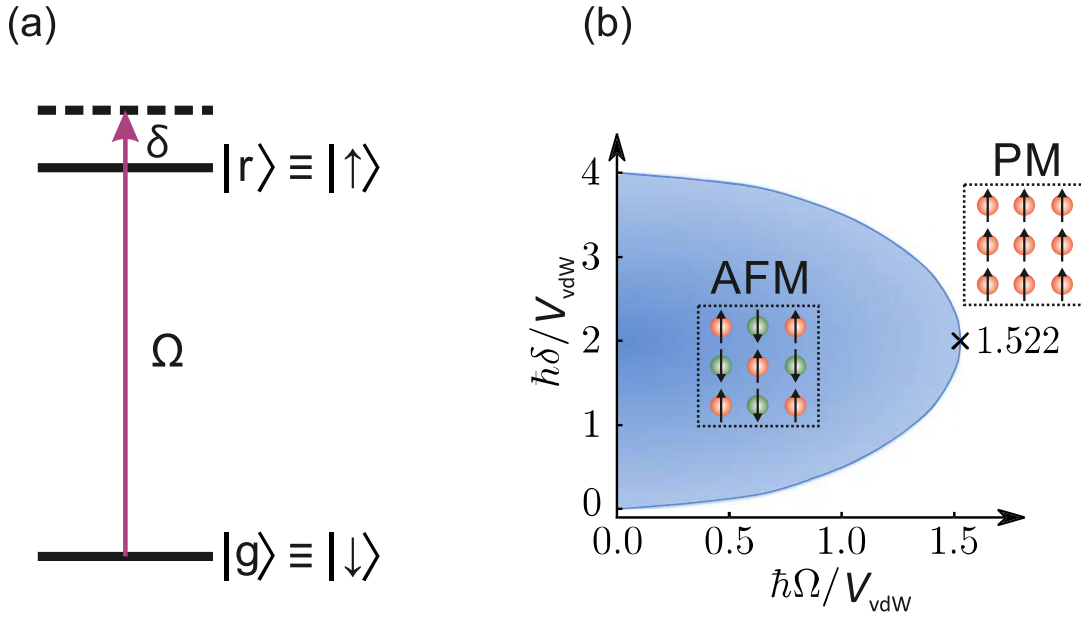 (a)
δ
|r⟩ ≡ |↑⟩
Ω
|g⟩ ≡ |↓⟩
(b)
ħδ/V_vdW
4
3
2
1
0
AFM
PM
1.522
0.0 0.5 1.0 1.5
ħΩ/V_vdW